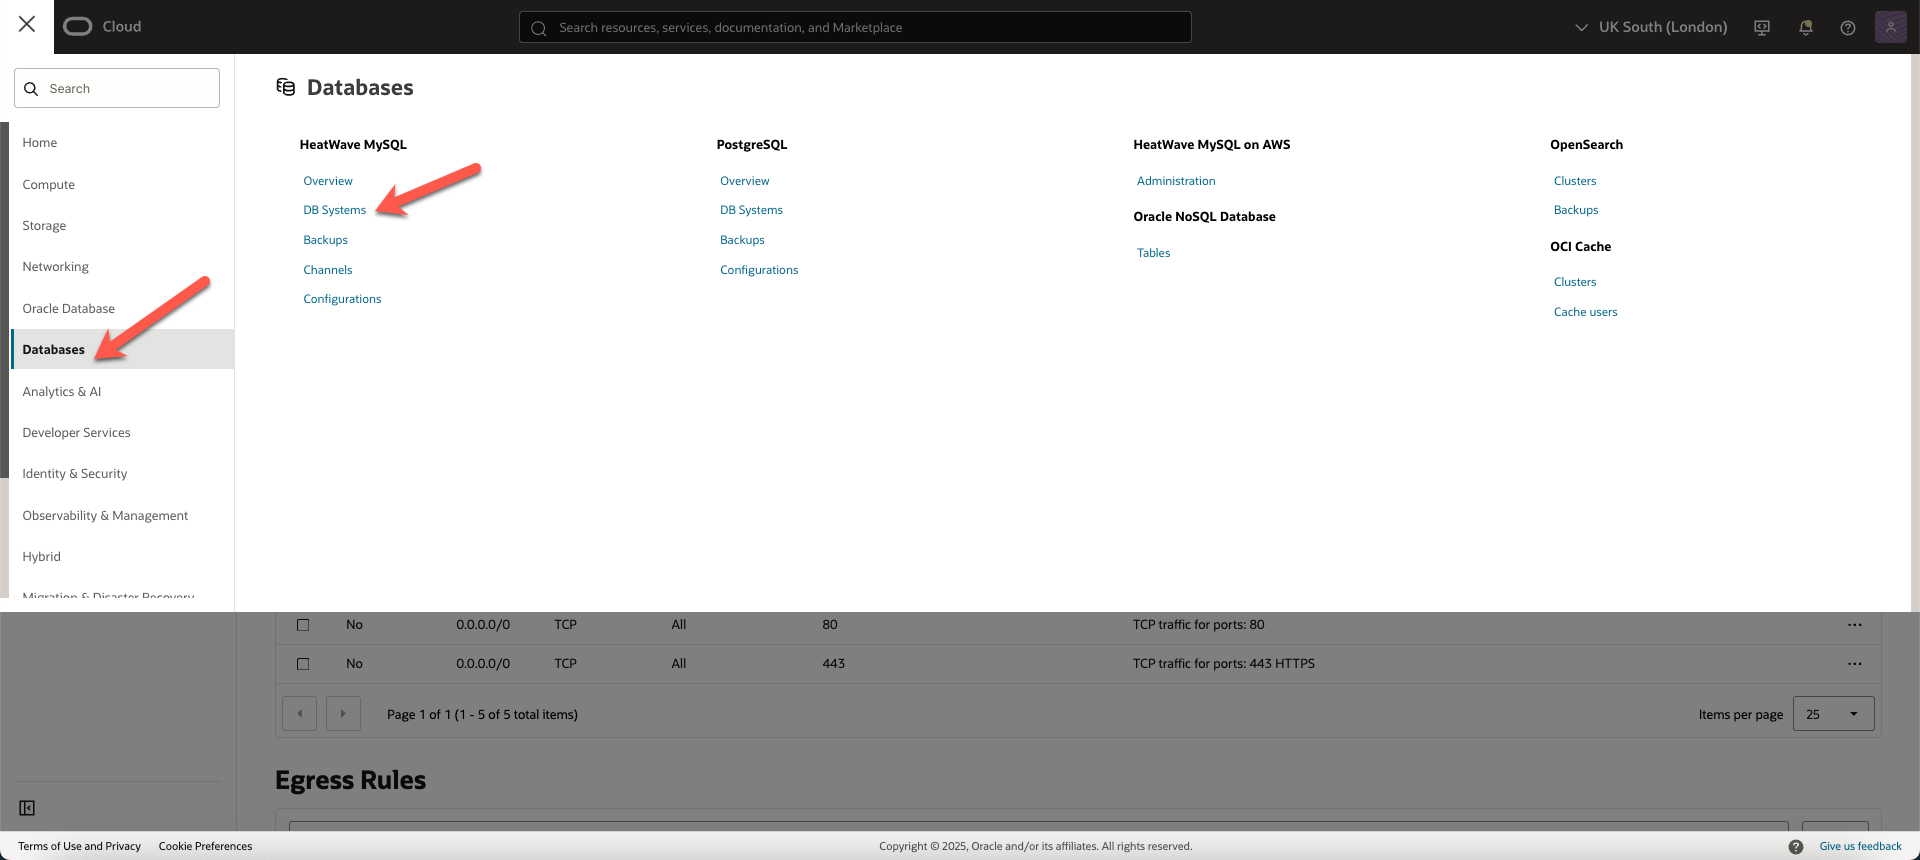 Cloud
Search resources, services, documentation, and Marketplace
UK South (London)
Search
Home
Compute
Storage
Networking
Oracle Database
Databases
Analytics & AI
Developer Services
Identity & Security
Observability & Management
Hybrid
Migration & Disaster Recovery
Databases
HeatWave MySQL
Overview
DB Systems
Backups
Channels
Configurations
PostgreSQL
Overview
DB Systems
Backups
Configurations
HeatWave MySQL on AWS
Administration
Oracle NoSQL Database
Tables
OpenSearch
Clusters
Backups
OCI Cache
Clusters
Cache users
No 0.0.0.0/0 TCP All 80 TCP traffic for ports: 80
No 0.0.0.0/0 TCP All 443 TCP traffic for ports: 443 HTTPS
Page 1 of 1 (1 - 5 of 5 total items)
Items per page 25
Egress Rules
Terms of Use and Privacy Cookie Preferences
Copyright © 2025, Oracle and/or its affiliates. All rights reserved.
Give us feedback